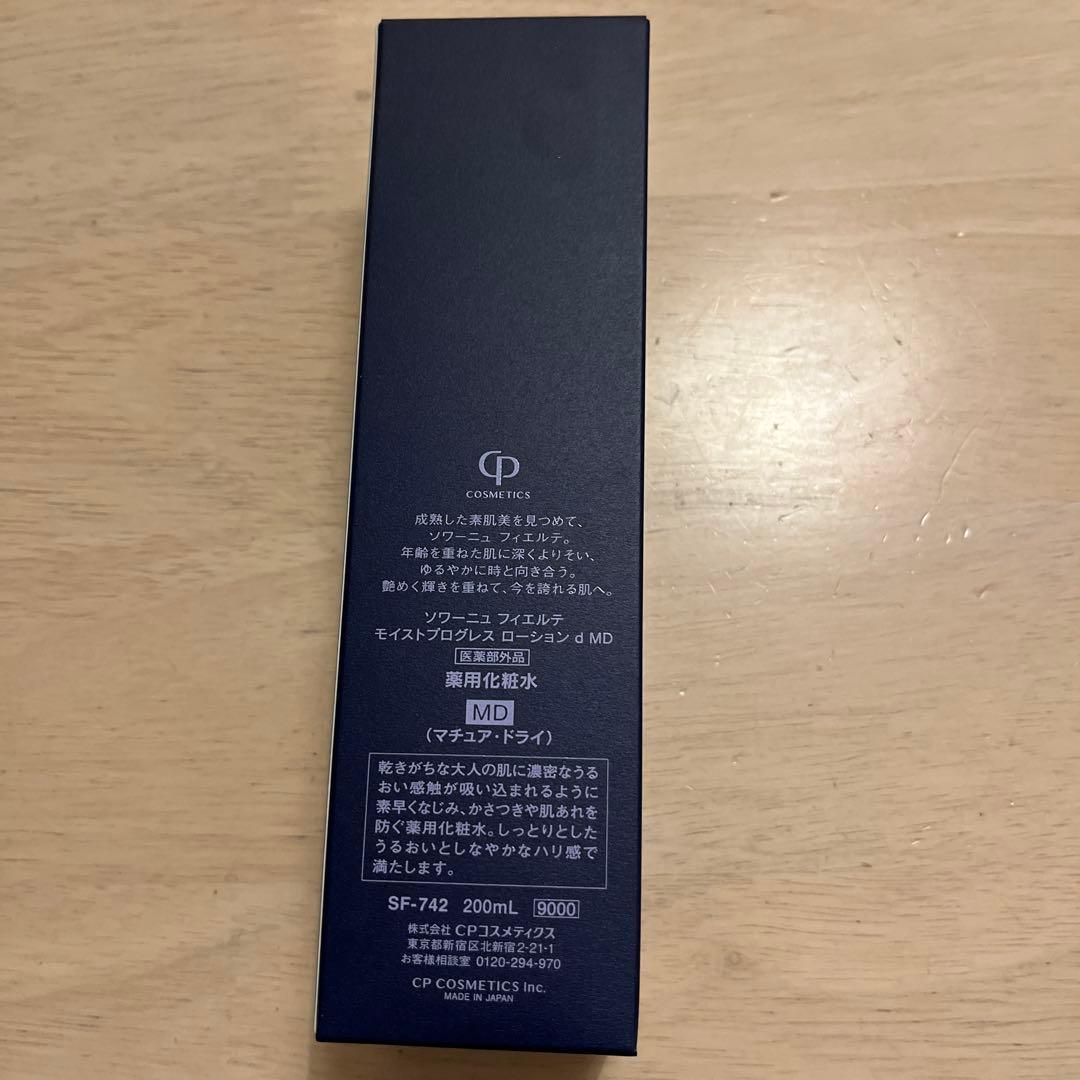 CP
COSMETICS
成熟した素肌美を見つめて、
ソワーニュ フィエルテ。
年齢を重ねた肌に深くよりそい、
ゆるやかに時と向き合う。
艶めく輝きを重ねて、今を誇れる肌へ。
ソワーニュ フィエルテ
モイストプログレス ローション d MD
医薬部外品
薬用化粧水
MD
(マチュア・ドライ)
乾きがちな大人の肌に濃密なうる
おい感触が吸い込まれるように
素早くなじみ、かさつきや肌あれを
防ぐ薬用化粧水。しっとりとした
うるおいとしなやかなハリ感で
満たします。
SF-742 200mL 9000
株式会社 CPコスメティクス
東京都新宿区北新宿2-21-1
お客様相談室 0120-294-970
CP COSMETICS Inc.
MADE IN JAPAN